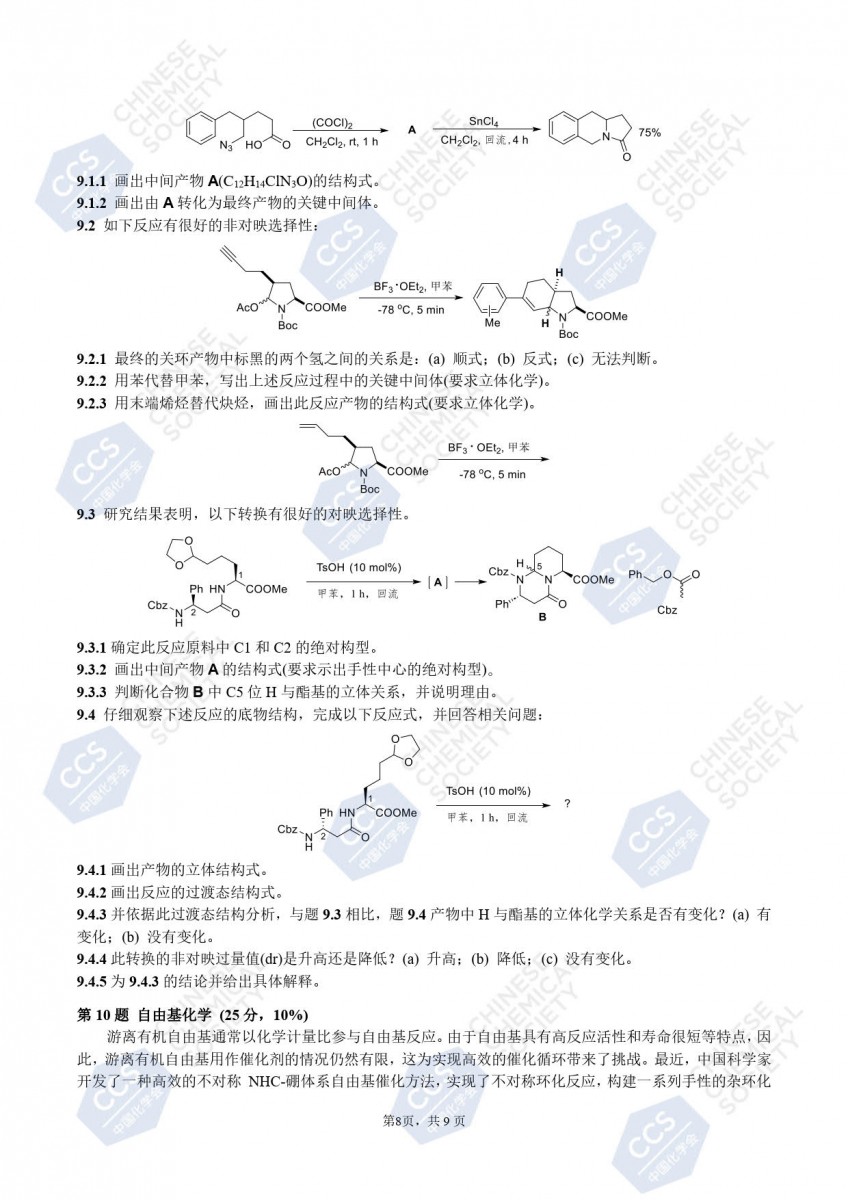 N3
HO
O
(COCl)2
CH2Cl2, rt, 1 h
A
SnCl4
CH2Cl2, 回流, 4 h
N
O
75%
9.1.1 画出中间产物 A(C12H14ClN3O)的结构式。
9.1.2 画出由 A 转化为最终产物的关键中间体。
9.2 如下反应有很好的非对映选择性:
AcO
N
Boc
COOMe
BF3·OEt2, 甲苯
-78 oC, 5 min
Me
H
H
N
Boc
COOMe
9.2.1 最终的关环产物中标黑的两个氢之间的关系是:(a) 顺式;(b) 反式;(c) 无法判断。
9.2.2 用苯代替甲苯,写出上述反应过程中的关键中间体(要求立体化学)。
9.2.3 用末端烯烃替代炔烃,画出此反应产物的结构式(要求立体化学)。
AcO
N
Boc
COOMe
BF3·OEt2, 甲苯
-78 oC, 5 min
9.3 研究结果表明,以下转换有很好的对映选择性。
O
O
1
Ph
HN
COOMe
Cbz
N
H
2
O
TsOH (10 mol%)
甲苯, 1 h, 回流
[ A ]
Cbz
H
5
N
N
COOMe
Ph
O
B
Ph
O
O
Cbz
9.3.1 确定此反应原料中 C1 和 C2 的绝对构型。
9.3.2 画出中间产物 A 的结构式(要求示出手性中心的绝对构型)。
9.3.3 判断化合物 B 中 C5 位 H 与酯基的立体关系,并说明理由。
9.4 仔细观察下述反应的底物结构,完成以下反应式,并回答相关问题:
O
O
1
Ph
HN
COOMe
Cbz
N
H
2
O
TsOH (10 mol%)
甲苯, 1 h, 回流
?
9.4.1 画出产物的立体结构式。
9.4.2 画出反应的过渡态结构式。
9.4.3 并依据此过渡态结构分析,与题 9.3 相比,题 9.4 产物中 H 与酯基的立体化学关系是否有变化?(a) 有
变化;(b) 没有变化。
9.4.4 此转换的非对映过量值(dr)是升高还是降低?(a) 升高;(b) 降低;(c) 没有变化。
9.4.5 为 9.4.3 的结论并给出具体解释。
第 10 题 自由基化学 (25 分,10%)
游离有机自由基通常以化学计量比参与自由基反应。由于自由基具有高反应活性和寿命很短等特点,因
此,游离有机自由基用作催化剂的情况仍然有限,这为实现高效的催化循环带来了挑战。最近,中国科学家
开发了一种高效的不对称 NHC-硼体系自由基催化方法,实现了不对称环化反应,构建一系列手性的杂环化
第8页,共 9 页
CHINESE
CHEMICAL
SOCIETY
CCS
中国化学会